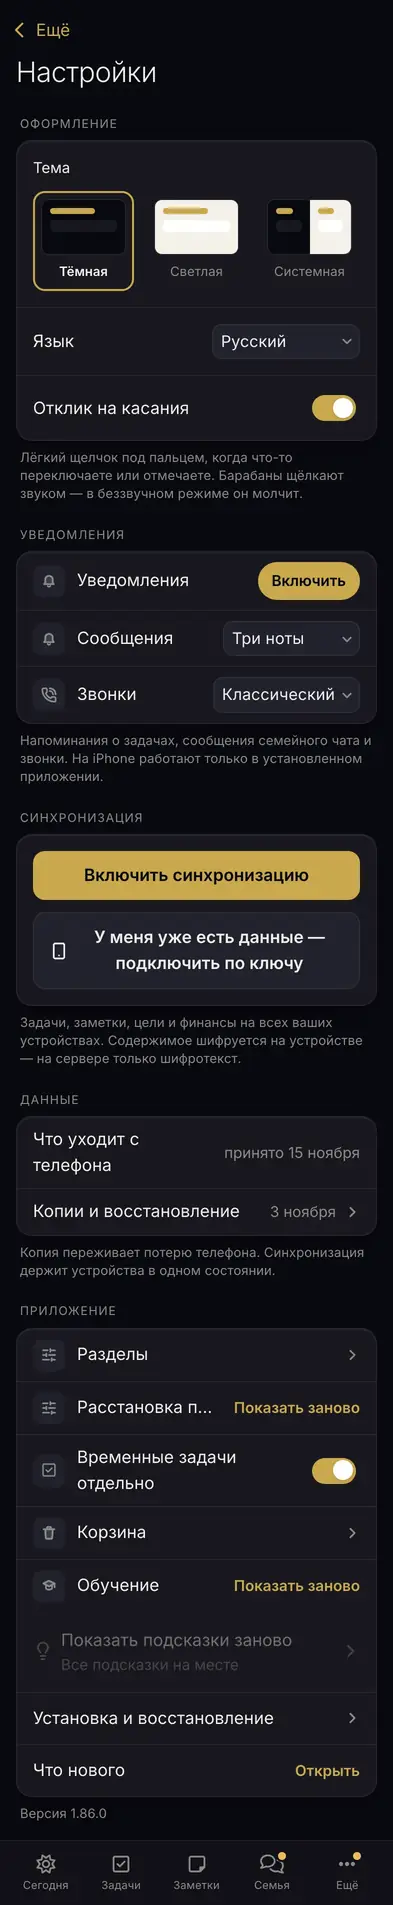 Ещё
Настройки
ОФОРМЛЕНИЕ
Тема
Тёмная
Светлая
Системная
Язык
Русский
Отклик на касания
Лёгкий щелчок под пальцем, когда что-то
переключаете или отмечаете. Барабаны щёлкают
звуком — в беззвучном режиме он молчит.
УВЕДОМЛЕНИЯ
Уведомления
Включить
Сообщения
Три ноты
Звонки
Классический
Напоминания о задачах, сообщения семейного чата и
звонки. На iPhone работают только в установленном
приложении.
СИНХРОНИЗАЦИЯ
Включить синхронизацию
У меня уже есть данные —
подключить по ключу
Задачи, заметки, цели и финансы на всех ваших
устройствах. Содержимое шифруется на устройстве
— на сервере только шифротекст.
ДАННЫЕ
Что уходит с
телефона
принято 15 ноября
Копии и восстановление
3 ноября
Копия переживает потерю телефона. Синхронизация
держит устройства в одном состоянии.
ПРИЛОЖЕНИЕ
Разделы
Расстановка п...
Показать заново
Временные задачи
отдельно
Корзина
Обучение
Показать заново
Показать подсказки заново
Все подсказки на месте
Установка и восстановление
Что нового
Открыть
Версия 1.86.0
Сегодня
Задачи
Заметки
Семья
Ещё